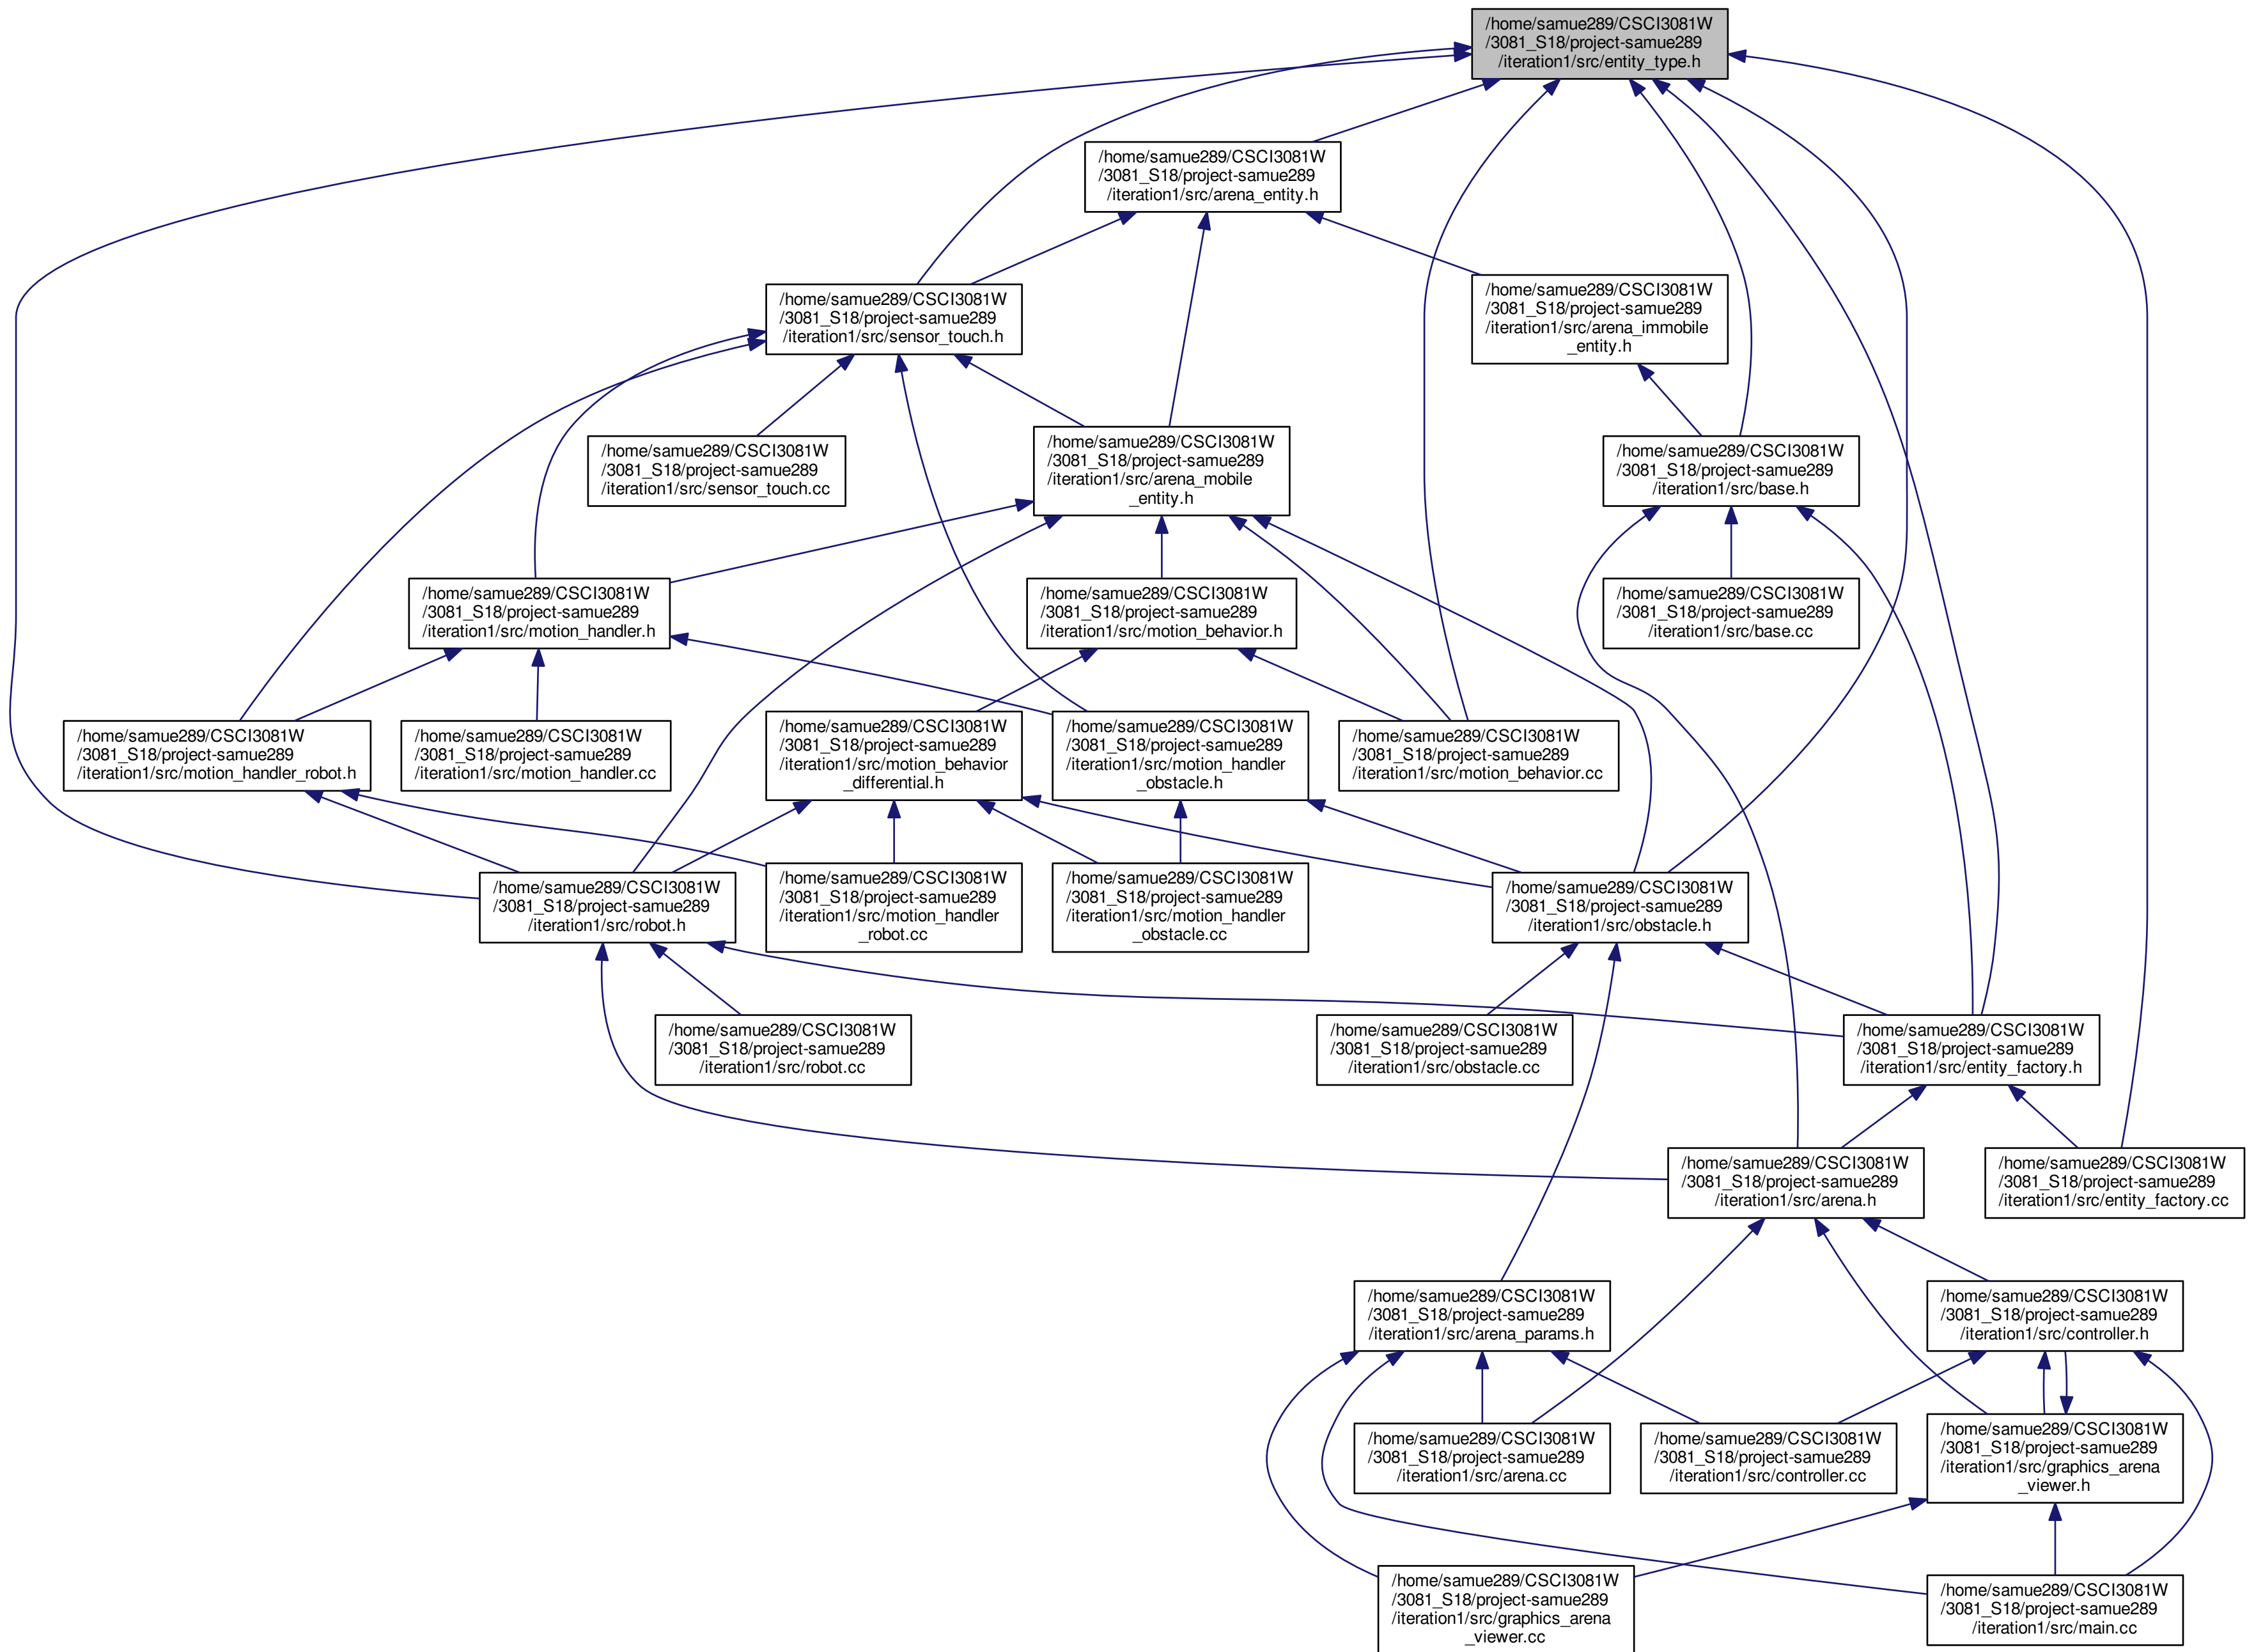 /home/samue289/CSCI3081W
/3081_S18/project-samue289
/iteration1/src/entity_type.h
/home/samue289/CSCI3081W
/3081_S18/project-samue289
/iteration1/src/arena_entity.h
/home/samue289/CSCI3081W
/3081_S18/project-samue289
/iteration1/src/sensor_touch.h
/home/samue289/CSCI3081W
/3081_S18/project-samue289
/iteration1/src/arena_immobile
_entity.h
/home/samue289/CSCI3081W
/3081_S18/project-samue289
/iteration1/src/sensor_touch.cc
/home/samue289/CSCI3081W
/3081_S18/project-samue289
/iteration1/src/arena_mobile
_entity.h
/home/samue289/CSCI3081W
/3081_S18/project-samue289
/iteration1/src/base.h
/home/samue289/CSCI3081W
/3081_S18/project-samue289
/iteration1/src/motion_handler.h
/home/samue289/CSCI3081W
/3081_S18/project-samue289
/iteration1/src/motion_behavior.h
/home/samue289/CSCI3081W
/3081_S18/project-samue289
/iteration1/src/base.cc
/home/samue289/CSCI3081W
/3081_S18/project-samue289
/iteration1/src/motion_handler_robot.h
/home/samue289/CSCI3081W
/3081_S18/project-samue289
/iteration1/src/motion_handler.cc
/home/samue289/CSCI3081W
/3081_S18/project-samue289
/iteration1/src/motion_behavior
_differential.h
/home/samue289/CSCI3081W
/3081_S18/project-samue289
/iteration1/src/motion_handler
_obstacle.h
/home/samue289/CSCI3081W
/3081_S18/project-samue289
/iteration1/src/motion_behavior.cc
/home/samue289/CSCI3081W
/3081_S18/project-samue289
/iteration1/src/robot.h
/home/samue289/CSCI3081W
/3081_S18/project-samue289
/iteration1/src/motion_handler
_robot.cc
/home/samue289/CSCI3081W
/3081_S18/project-samue289
/iteration1/src/motion_handler
_obstacle.cc
/home/samue289/CSCI3081W
/3081_S18/project-samue289
/iteration1/src/obstacle.h
/home/samue289/CSCI3081W
/3081_S18/project-samue289
/iteration1/src/robot.cc
/home/samue289/CSCI3081W
/3081_S18/project-samue289
/iteration1/src/obstacle.cc
/home/samue289/CSCI3081W
/3081_S18/project-samue289
/iteration1/src/entity_factory.h
/home/samue289/CSCI3081W
/3081_S18/project-samue289
/iteration1/src/arena.h
/home/samue289/CSCI3081W
/3081_S18/project-samue289
/iteration1/src/entity_factory.cc
/home/samue289/CSCI3081W
/3081_S18/project-samue289
/iteration1/src/arena_params.h
/home/samue289/CSCI3081W
/3081_S18/project-samue289
/iteration1/src/controller.h
/home/samue289/CSCI3081W
/3081_S18/project-samue289
/iteration1/src/arena.cc
/home/samue289/CSCI3081W
/3081_S18/project-samue289
/iteration1/src/controller.cc
/home/samue289/CSCI3081W
/3081_S18/project-samue289
/iteration1/src/graphics_arena
_viewer.h
/home/samue289/CSCI3081W
/3081_S18/project-samue289
/iteration1/src/graphics_arena
_viewer.cc
/home/samue289/CSCI3081W
/3081_S18/project-samue289
/iteration1/src/main.cc